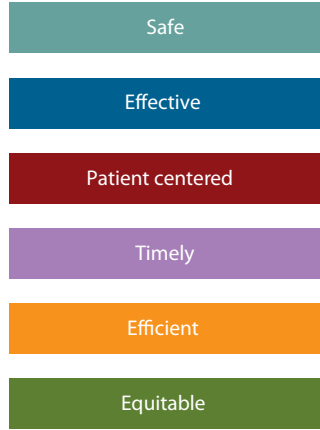 Safe
Effective
Patient centered
Timely
Efficient
Equitable